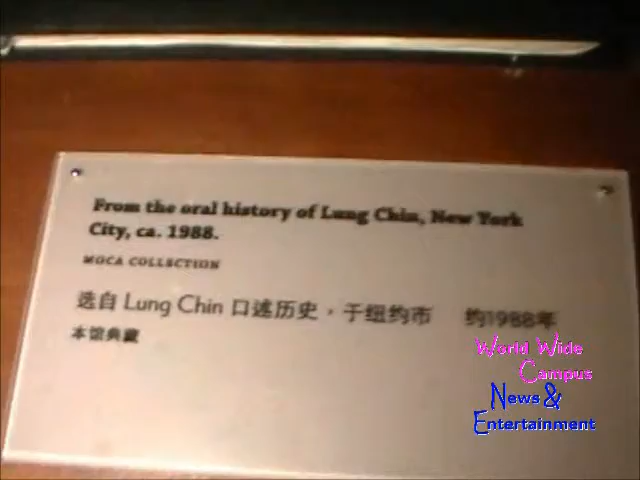 From the oral history of Lung Chin, New York
City, ca. 1988.
MOCA COLLECTION
选自 Lung Chin 口述历史，于纽约市 约1988年
本馆典藏
World Wide
Campus
News &
Entertainment